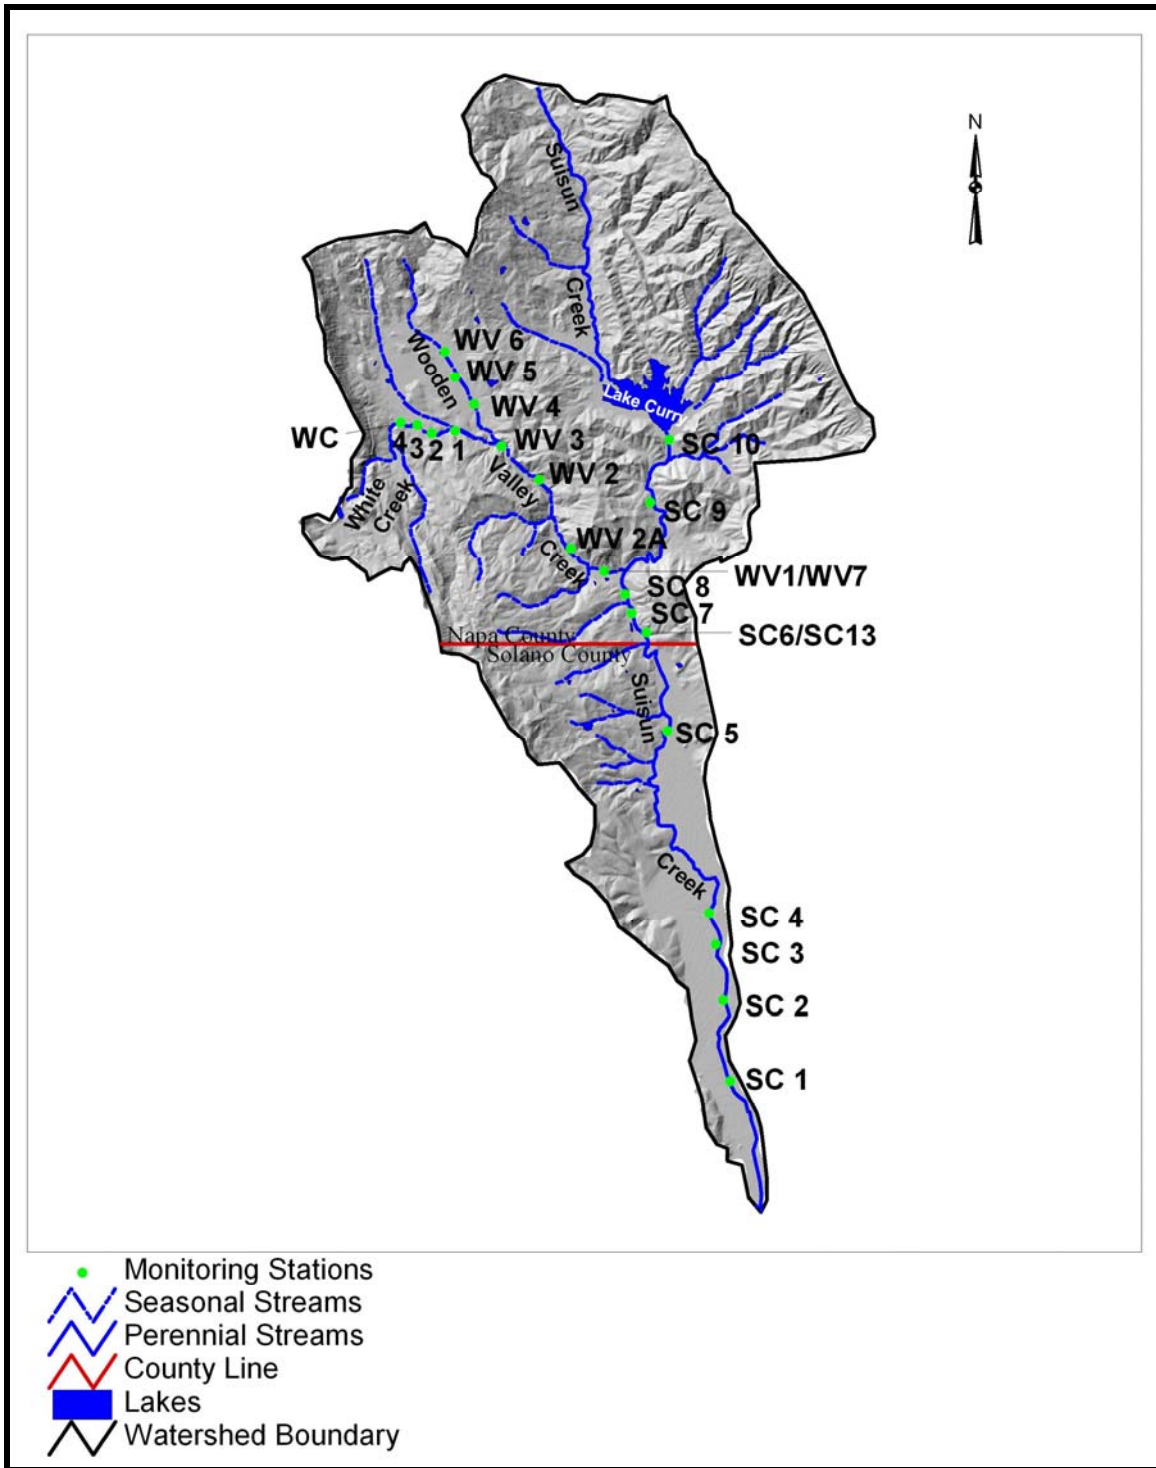 N
Suisun
Creek
WV 6
Wooden
WV 5
Lake Curry
WV 4
WC
4
3
2
1
WV 3
SC 10
Valley
WV 2
White
Creek
SC 9
WV 2A
Creek
WV1/WV7
SC 8
SC 7
Napa County
SC6/SC13
Solano County
Suisun
SC 5
Creek
SC 4
SC 3
SC 2
SC 1
Monitoring Stations
Seasonal Streams
Perennial Streams
County Line
Lakes
Watershed Boundary